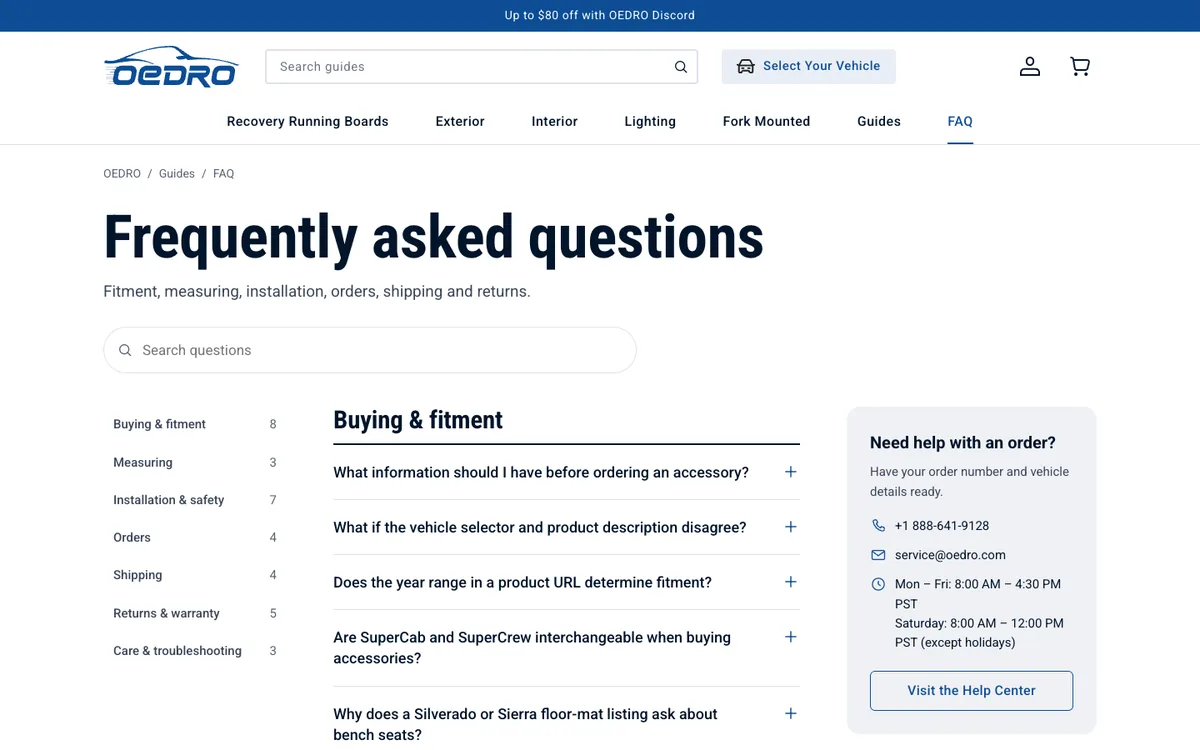 Up to $80 off with OEDRO Discord
OEDRO
Search guides
Select Your Vehicle
Recovery Running Boards
Exterior
Interior
Lighting
Fork Mounted
Guides
FAQ
OEDRO / Guides / FAQ
Frequently asked questions
Fitment, measuring, installation, orders, shipping and returns.
Search questions
Buying & fitment 8
Measuring 3
Installation & safety 7
Orders 4
Shipping 4
Returns & warranty 5
Care & troubleshooting 3
Buying & fitment
What information should I have before ordering an accessory?
What if the vehicle selector and product description disagree?
Does the year range in a product URL determine fitment?
Are SuperCab and SuperCrew interchangeable when buying
accessories?
Why does a Silverado or Sierra floor-mat listing ask about
bench seats?
Need help with an order?
Have your order number and vehicle
details ready.
+1 888-641-9128
service@oedro.com
Mon – Fri: 8:00 AM – 4:30 PM
PST
Saturday: 8:00 AM – 12:00 PM
PST (except holidays)
Visit the Help Center